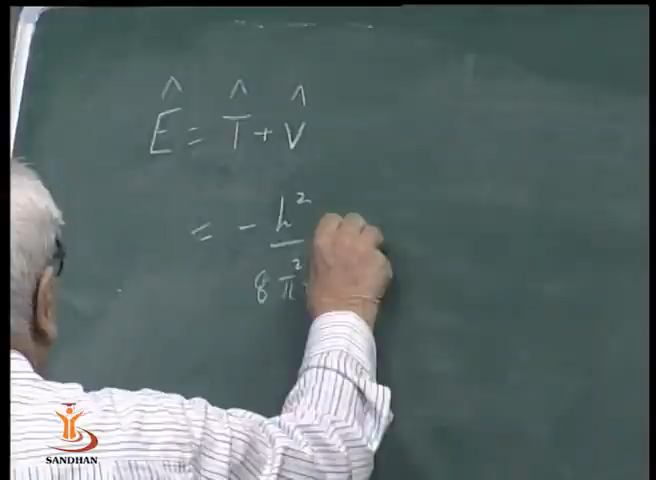 Ê = T̂ + V̂
= - h²
8 π²
SANDHAN